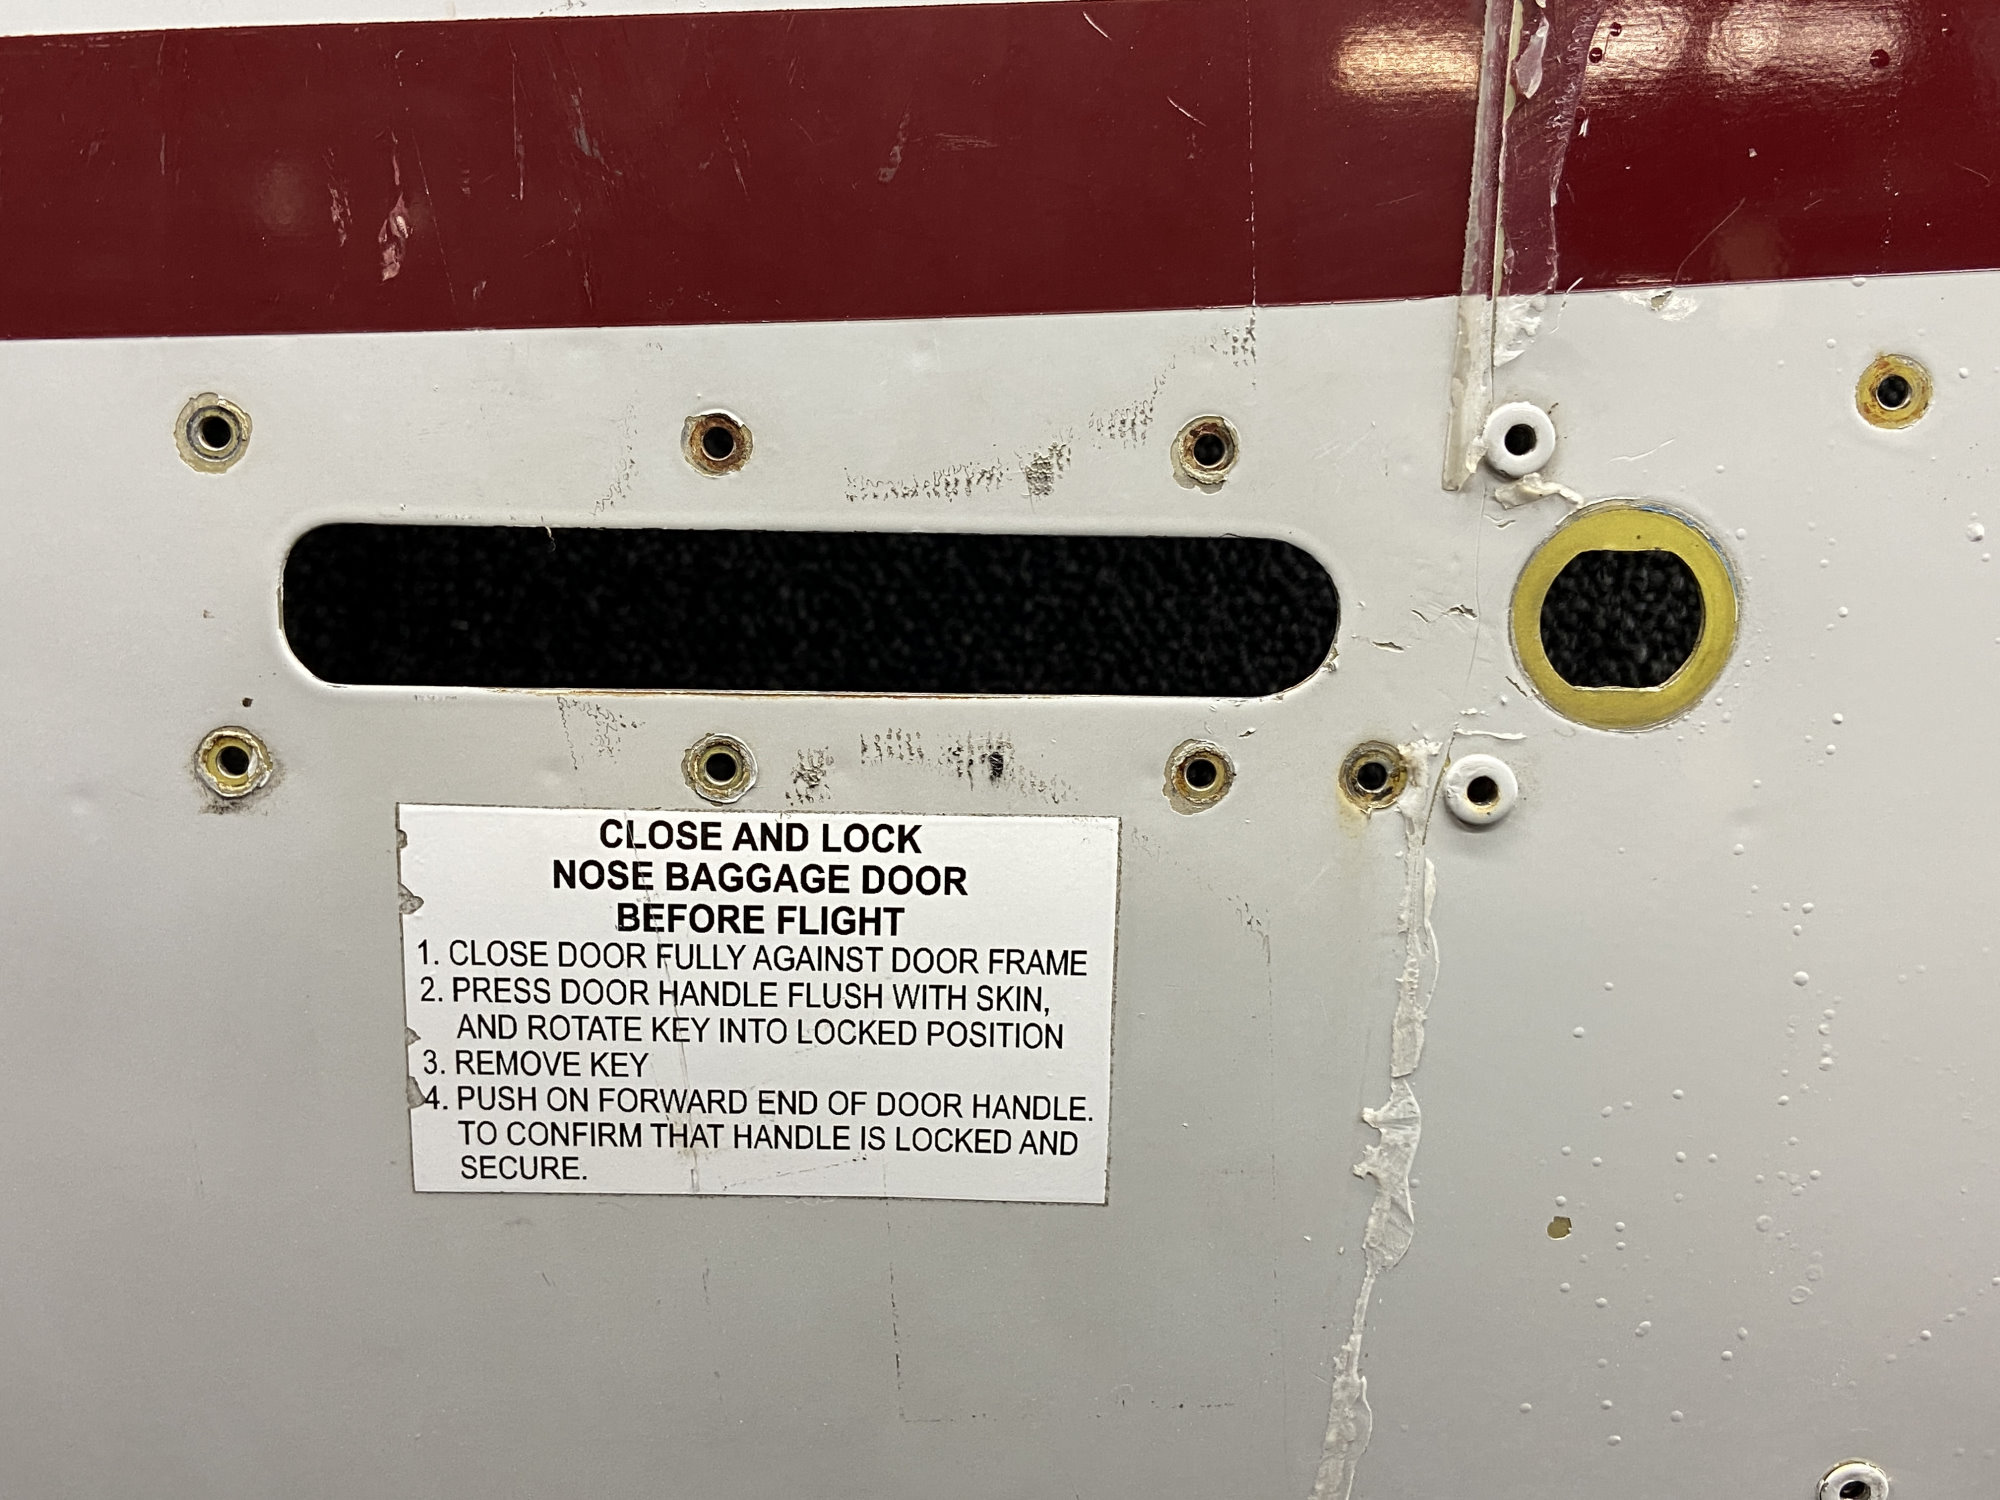 CLOSE AND LOCK
NOSE BAGGAGE DOOR
BEFORE FLIGHT
1. CLOSE DOOR FULLY AGAINST DOOR FRAME
2. PRESS DOOR HANDLE FLUSH WITH SKIN,
AND ROTATE KEY INTO LOCKED POSITION
3. REMOVE KEY
4. PUSH ON FORWARD END OF DOOR HANDLE.
TO CONFIRM THAT HANDLE IS LOCKED AND
SECURE.